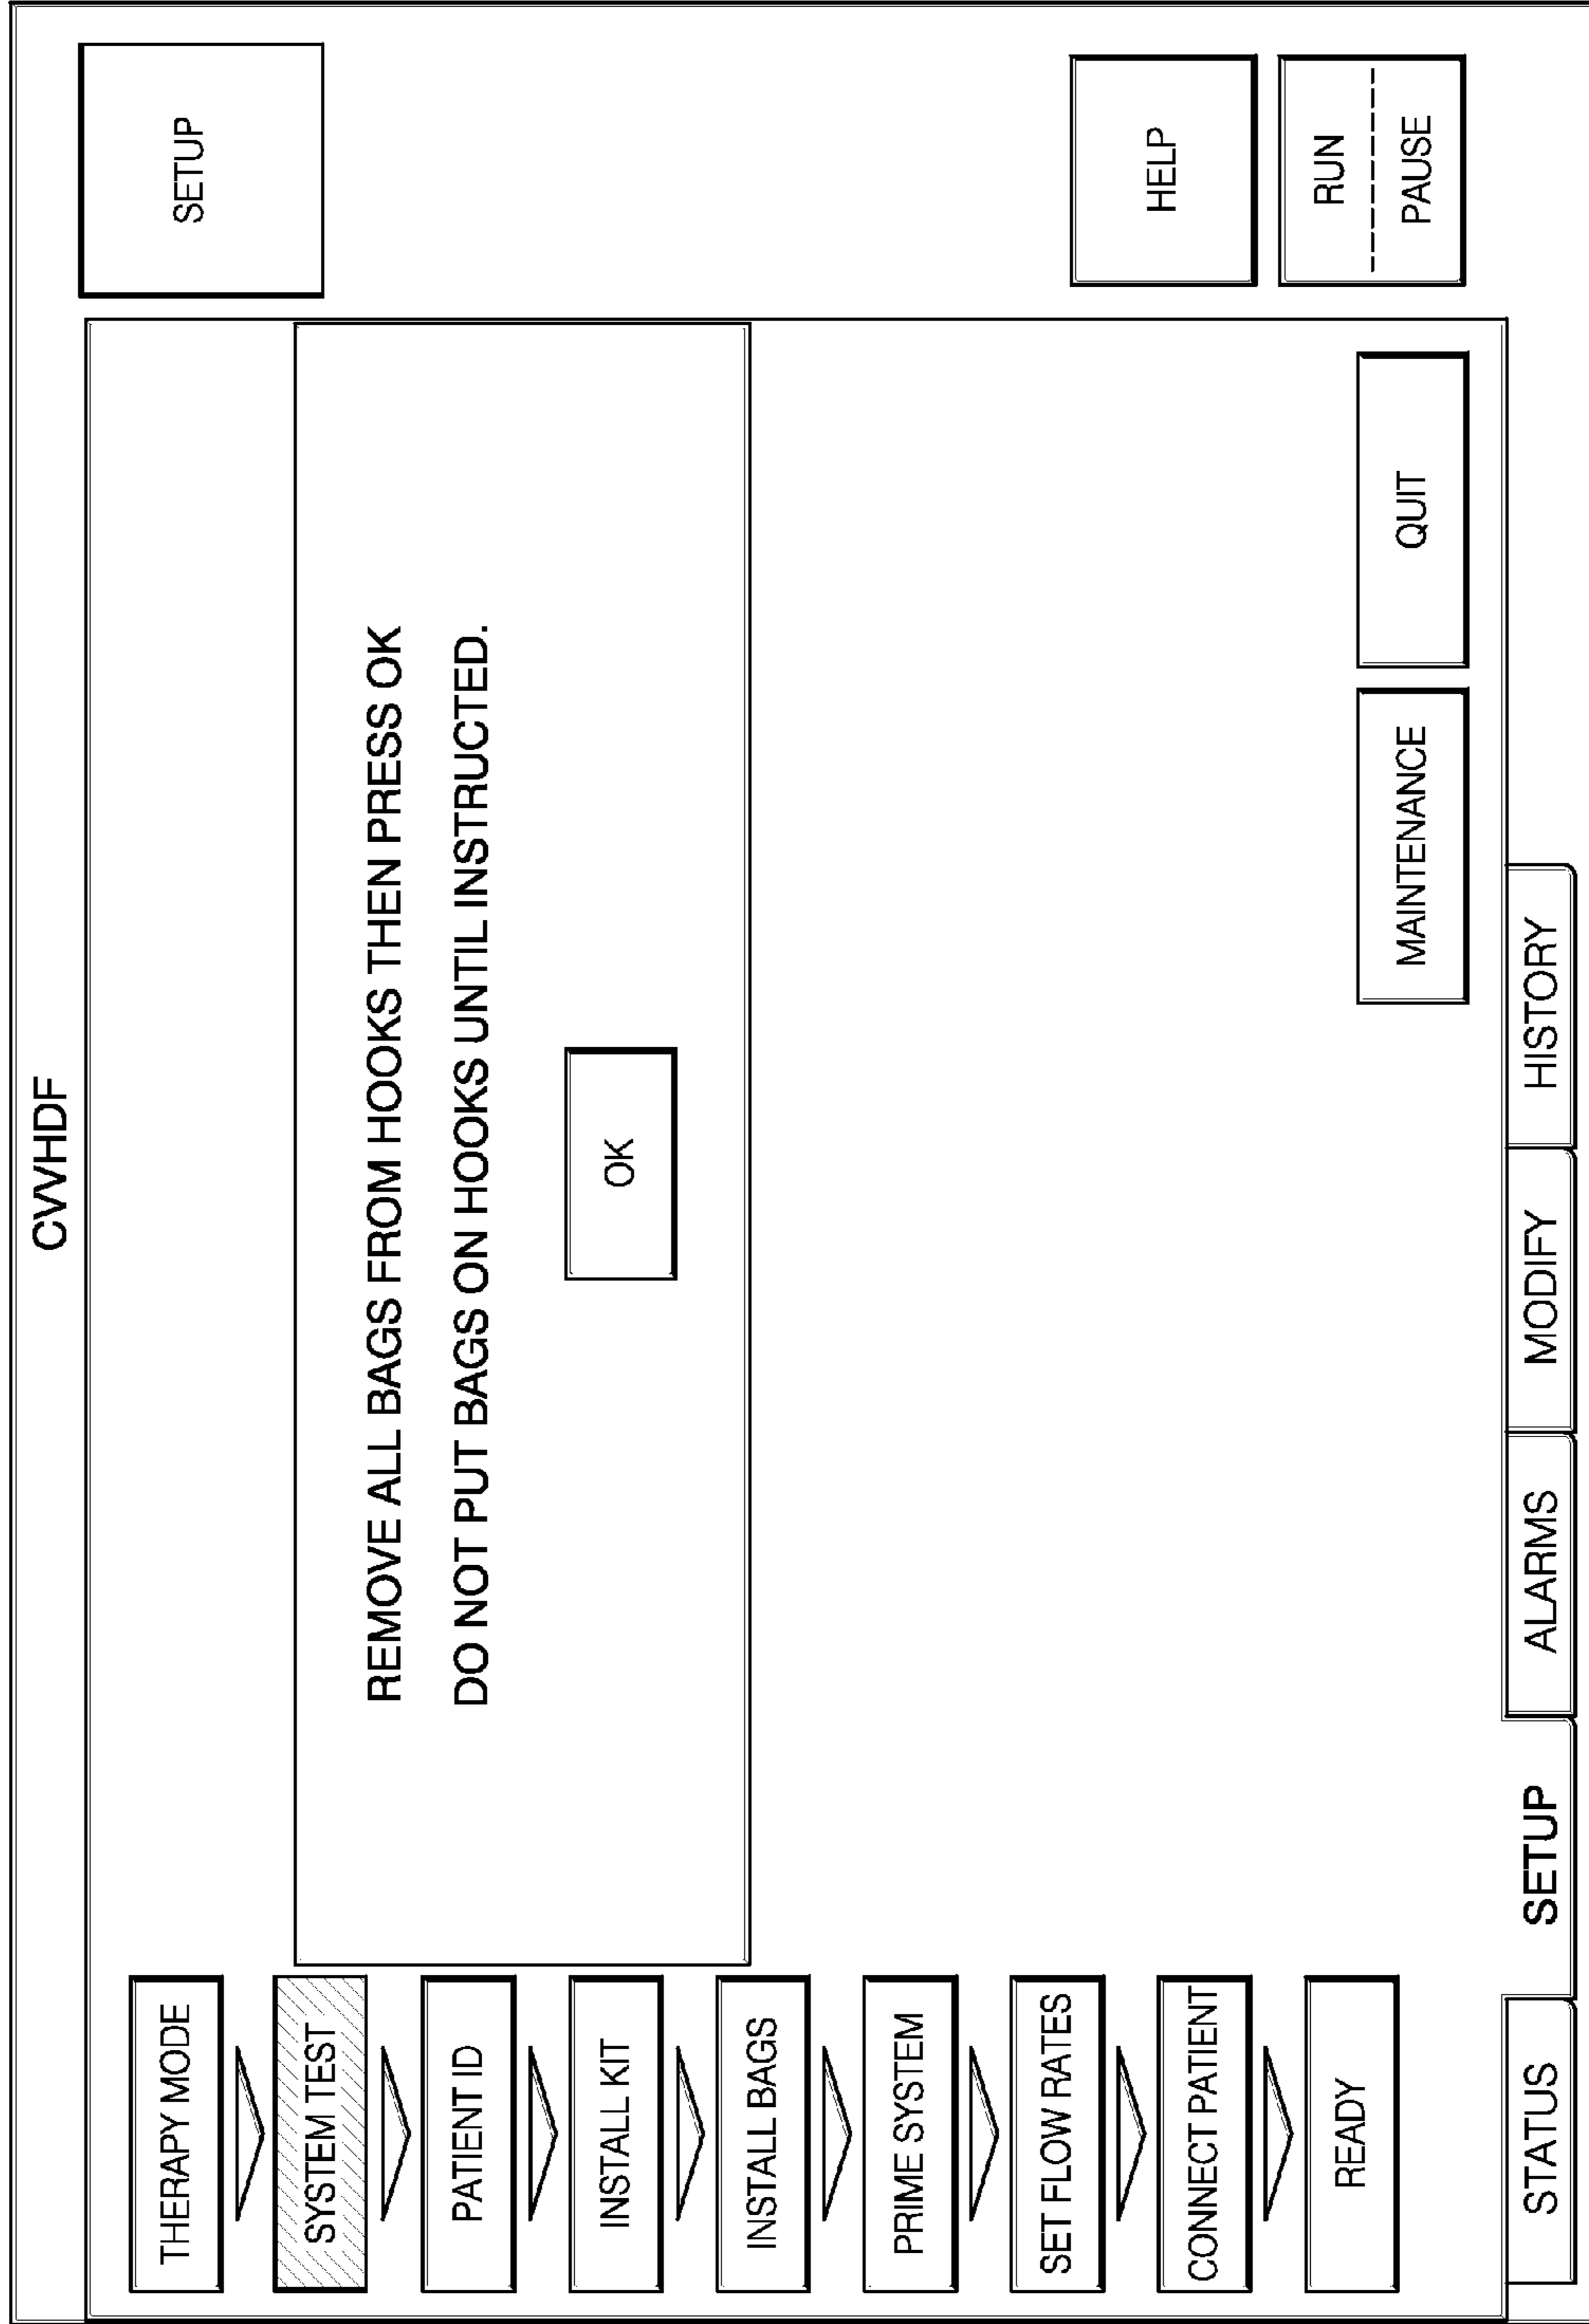 CVVHDF
SETUP
THERAPY MODE
SYSTEM TEST
PATIENT ID
INSTALL KIT
INSTALL BAGS
PRIME SYSTEM
SET FLOW RATES
CONNECT PATIENT
READY
REMOVE ALL BAGS FROM HOOKS THEN PRESS OK
DO NOT PUT BAGS ON HOOKS UNTIL INSTRUCTED.
OK
MAINTENANCE
QUIT
HELP
RUN
PAUSE
STATUS
SETUP
ALARMS
MODIFY
HISTORY